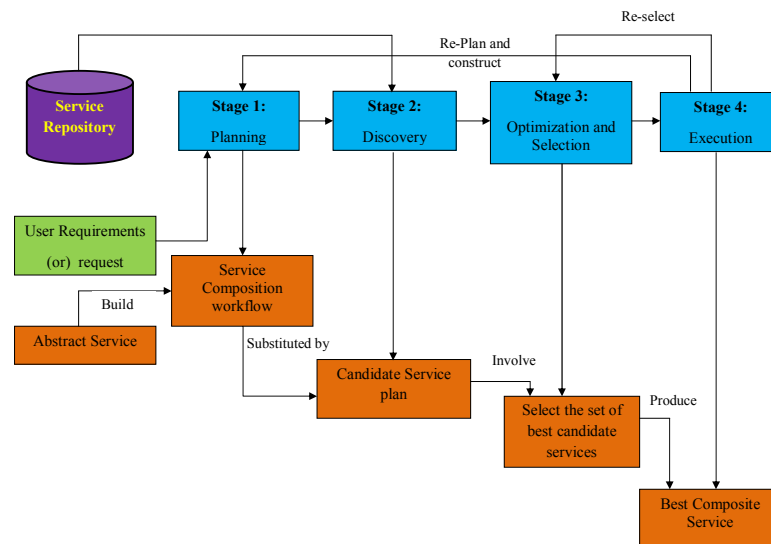 Re-select
Re-Plan and
construct
Service
Repository
Stage 1:
Planning
Stage 2:
Discovery
Stage 3:
Optimization and
Selection
Stage 4:
Execution
User Requirements
(or) request
Service
Composition
workflow
Build
Abstract Service
Substituted by
Candidate Service
plan
Involve
Select the set of
best candidate
services
Produce
Best Composite
Service